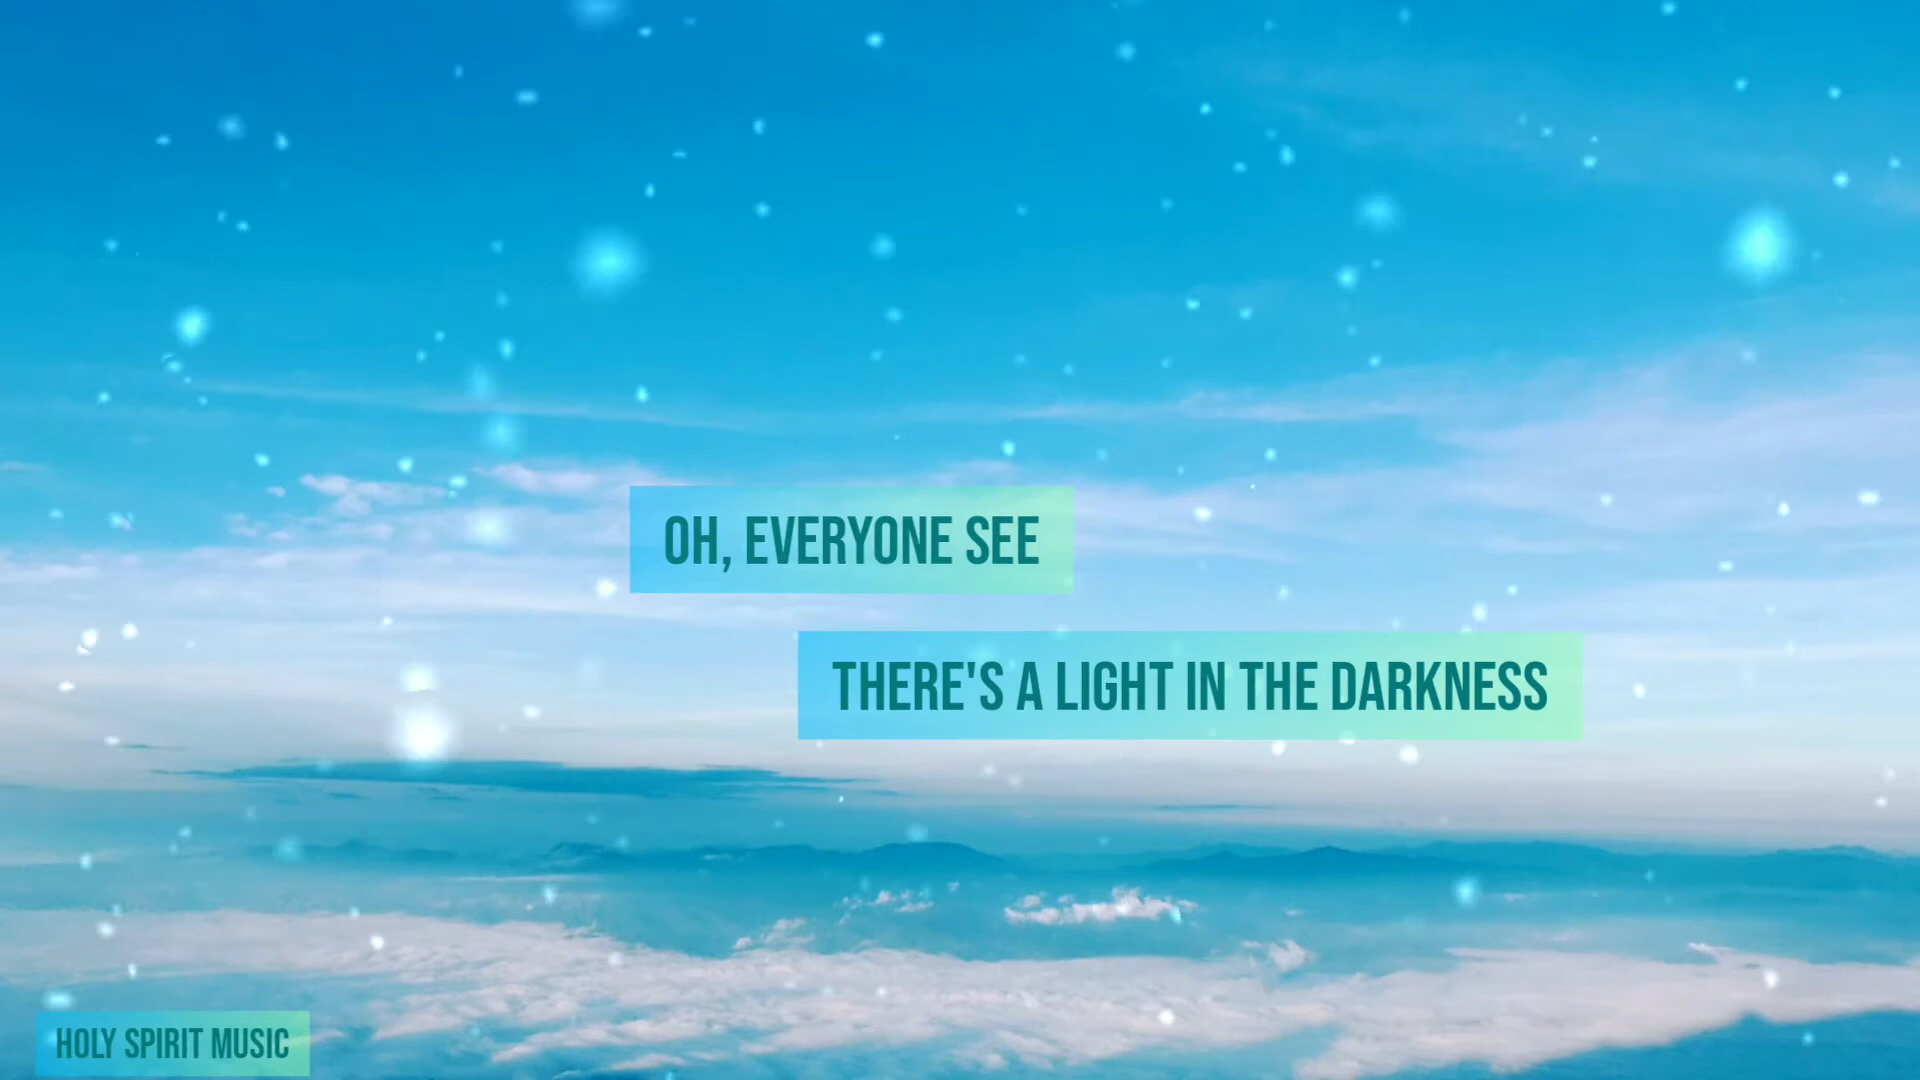 OH, EVERYONE SEE
THERE'S A LIGHT IN THE DARKNESS
HOLY SPIRIT MUSIC